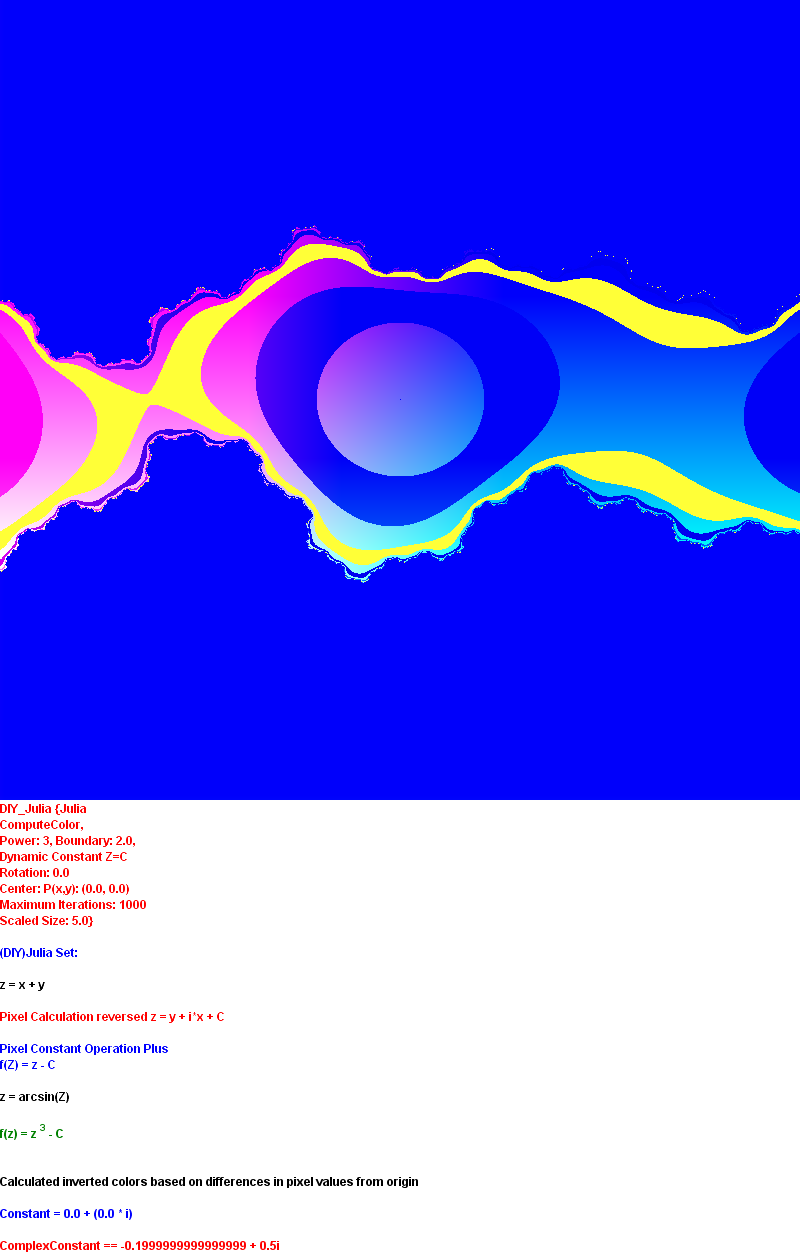 DIY_Julia {Julia
ComputeColor,
Power: 3, Boundary: 2.0,
Dynamic Constant Z=C
Rotation: 0.0
Center: P(x,y): (0.0, 0.0)
Maximum Iterations: 1000
Scaled Size: 5.0}
(DIY)Julia Set:
z = x + y
Pixel Calculation reversed z = y + i*x + C
Pixel Constant Operation Plus
f(Z) = z - C
z = arcsin(Z)
f(z) = z 3 - C
Calculated inverted colors based on differences in pixel values from origin
Constant = 0.0 + (0.0 * i)
ComplexConstant == -0.1999999999999999 + 0.5i